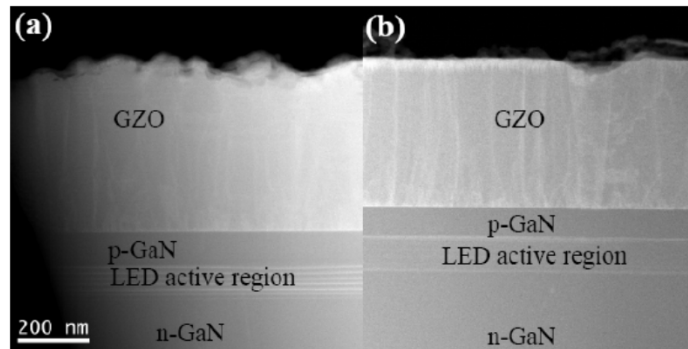 (a)
GZO
p-GaN
LED active region
n-GaN
200 nm
(b)
GZO
p-GaN
LED active region
n-GaN